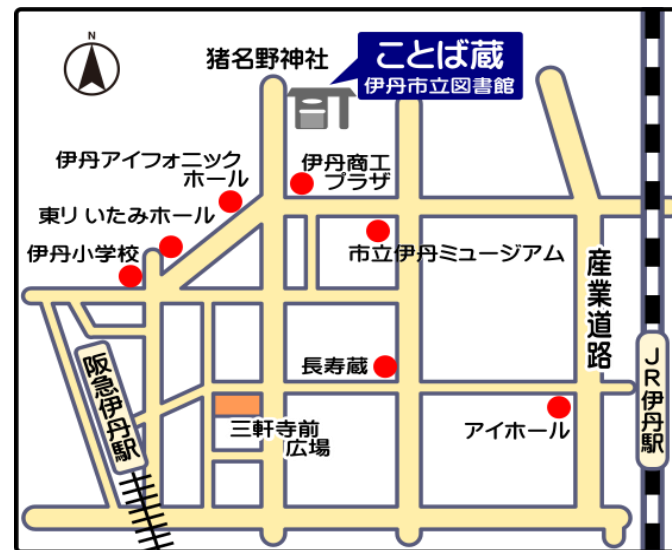 N
猪名野神社
ことば蔵
伊丹市立図書館
伊丹アイフォニック
ホール
伊丹商工
プラザ
東リ いたみホール
伊丹小学校
市立伊丹ミュージアム
産業道路
阪急伊丹駅
長寿蔵
JR伊丹駅
三軒寺前
広場
アイホール